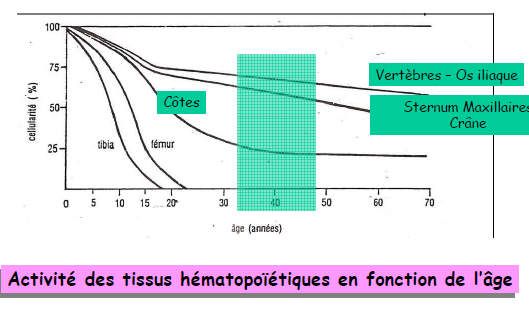 100
75
50
25
cellularité (%)
Vertèbres – Os iliaque
Sternum Maxillaires
Crâne
Côtes
tibia
fémur
0 5 10 15 20 30 40 50 60 70
âge (années)
Activité des tissus hématopoïétiques en fonction de l'âge